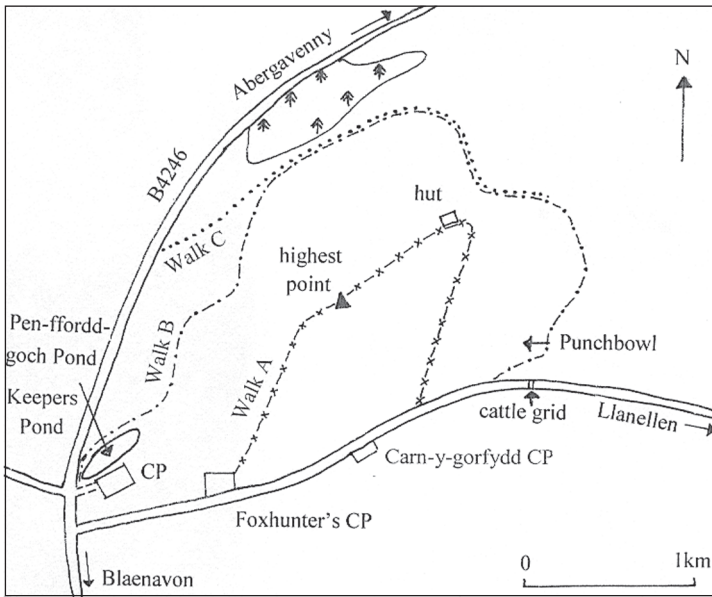 Abergavenny
N
B4246
hut
Walk C
highest
point
Pen-ffordd-
goch Pond
Walk B
Punchbowl
Keepers
Pond
Walk A
cattle grid
Llanellen
CP
Carn-y-gorfydd CP
Foxhunter's CP
Blaenavon
0 1km